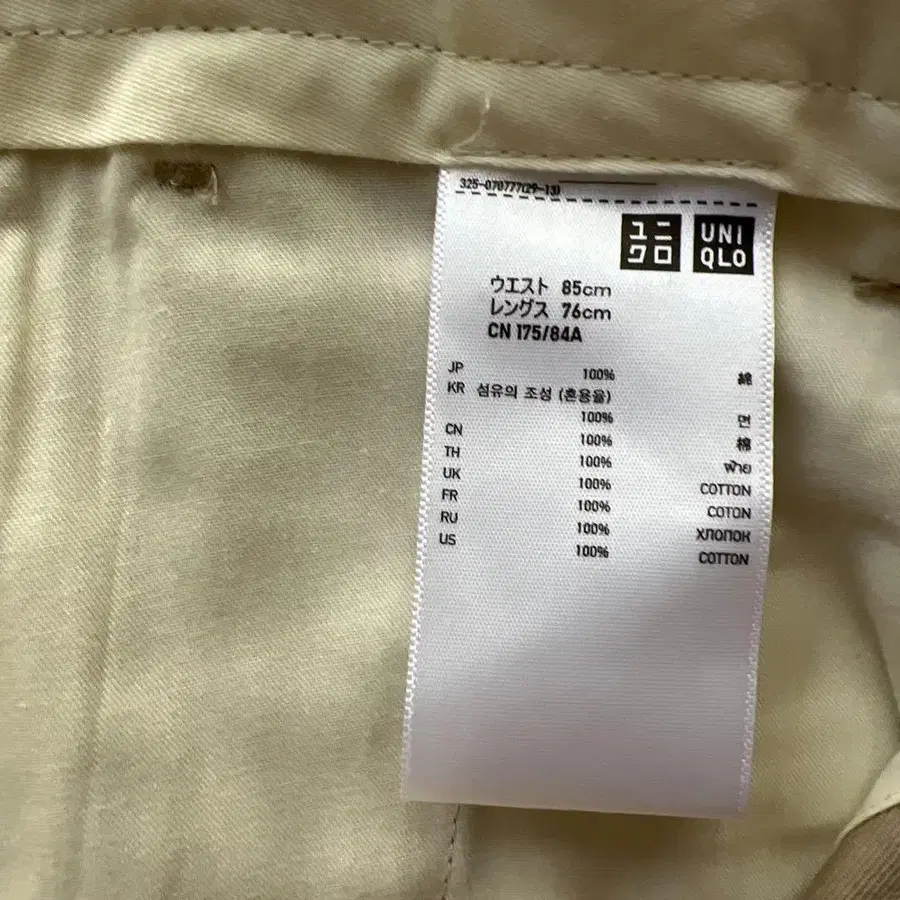 325-070777(29-13)
ユニ
クロ
UNI
QLO
ウエスト 85cm
レングス 76cm
CN 175/84A
JP 100% 綿
KR 섬유의 조성 (혼용율)
100% 면
CN 100% 棉
TH 100% ฝ้าย
UK 100% COTTON
FR 100% COTON
RU 100% ХЛОПОК
US 100% COTTON